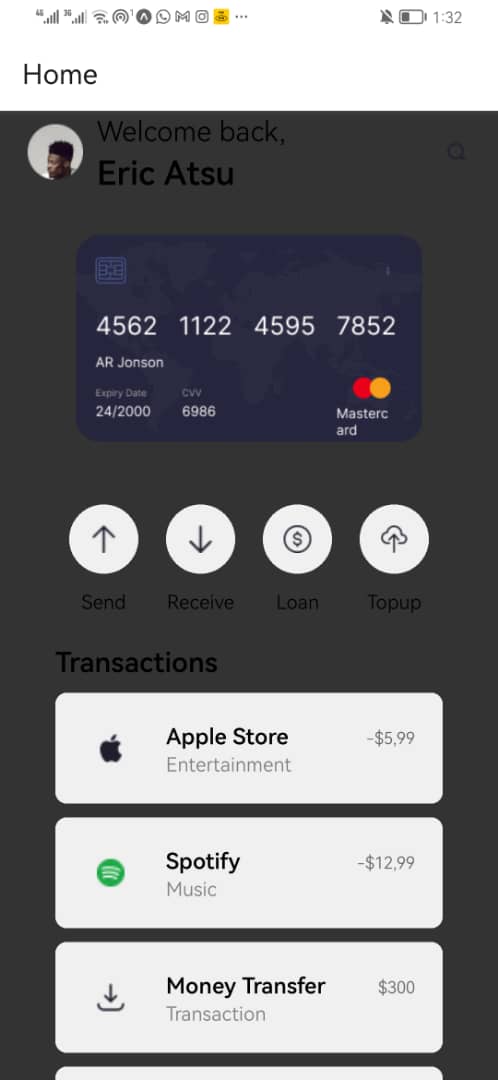 4G 3G 1:32
Home
Welcome back,
Eric Atsu
4562 1122 4595 7852
AR Jonson
Expiry Date CVV
24/2000 6986
Masterc
ard
Send Receive Loan Topup
Transactions
Apple Store -$5,99
Entertainment
Spotify -$12,99
Music
Money Transfer $300
Transaction